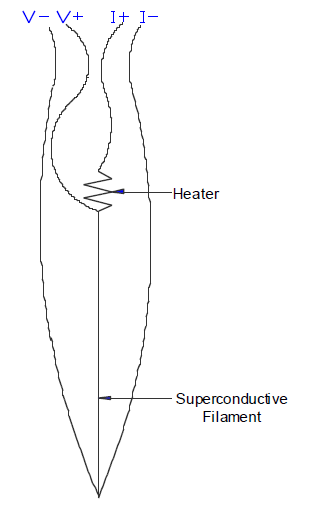 V- V+ I+ I-
Heater
Superconductive
Filament